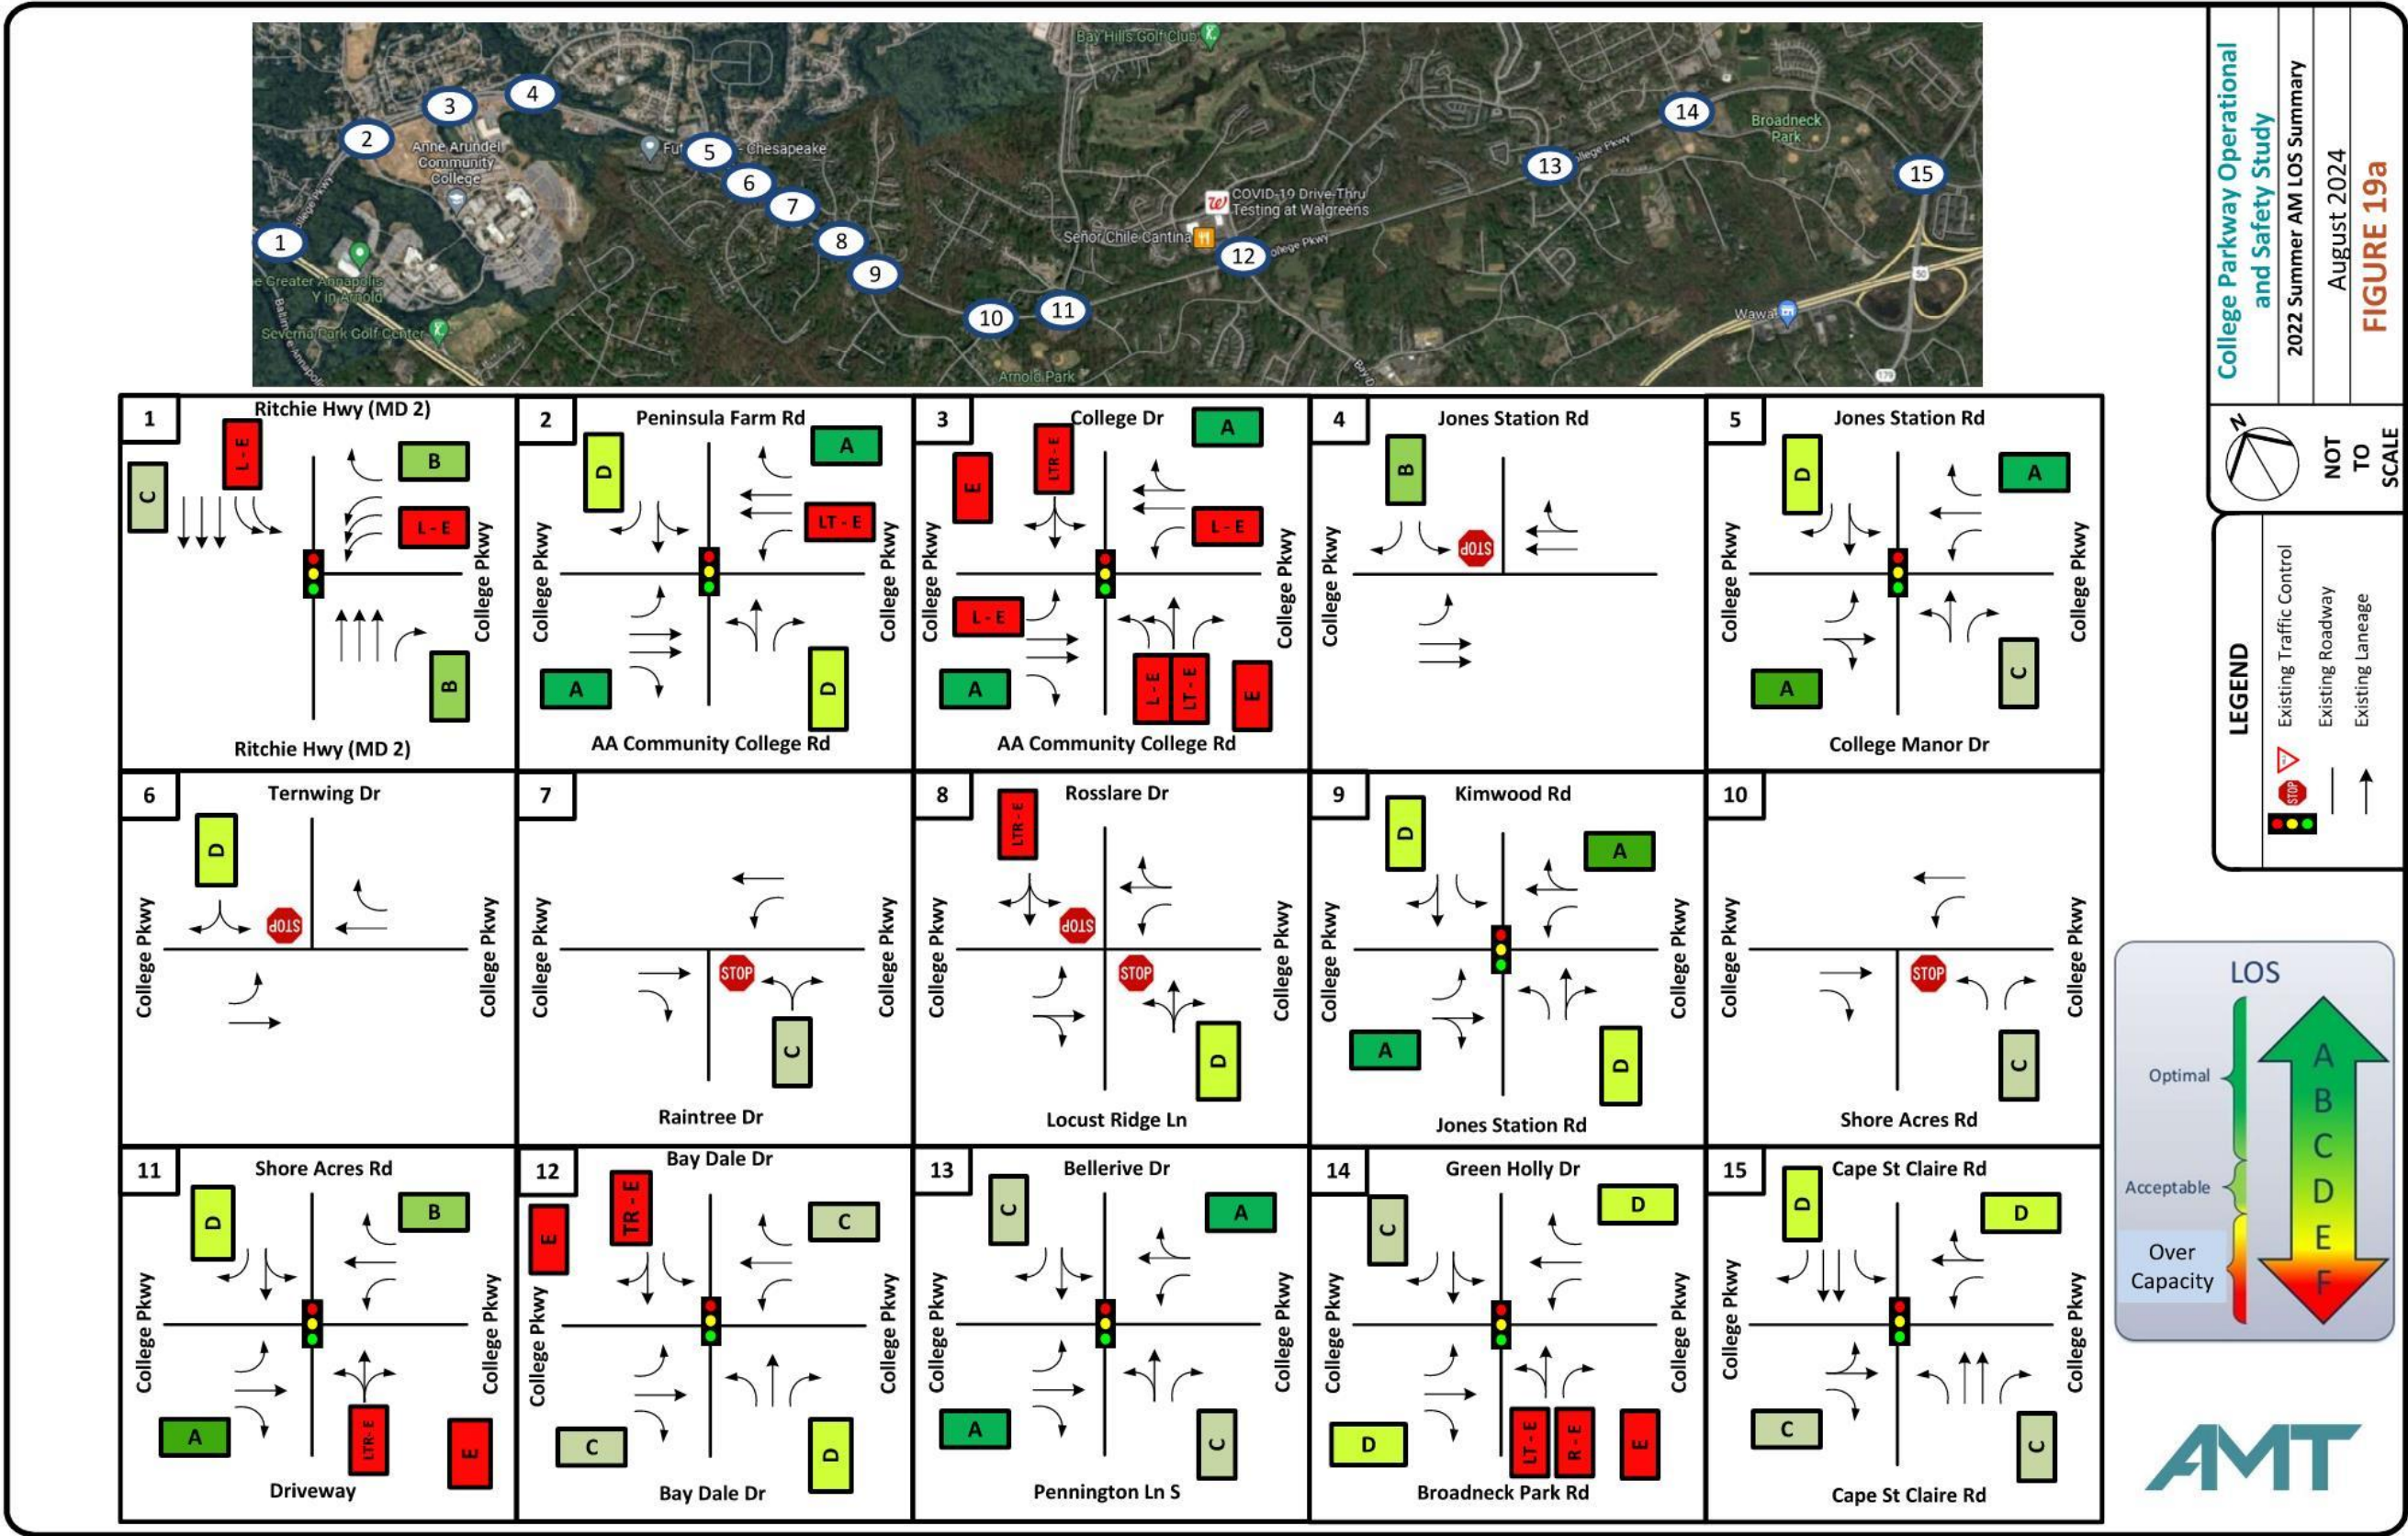 Bay Hills Golf Club
3
4
2
Anne Arundel
Community
College
College Pkwy
Fut
5
- Chesapeake
6
7
8
9
10
11
1
e Greater Annapolis
Y in Arnold
Severna Park Golf Center
Arnold Park
COVID-19 Drive-Thru
Testing at Walgreens
Señor Chile Cantina
12
ollege Pkwy
13
ollege Pkwy
14
Broadneck
Park
15
50
Wawa
179
College Parkway Operational
and Safety Study
2022 Summer AM LOS Summary
August 2024
FIGURE 19a
N
NOT
TO
SCALE
LEGEND
Existing Traffic Control
Existing Roadway
Existing Laneage
STOP
1
Ritchie Hwy (MD 2)
C
L - E
B
L - E
College Pkwy
B
Ritchie Hwy (MD 2)
2
Peninsula Farm Rd
D
A
LT - E
College Pkwy
College Pkwy
A
D
AA Community College Rd
3
College Dr
E
LTR - E
A
L - E
College Pkwy
College Pkwy
L - E
A
L - E
LT - E
E
AA Community College Rd
4
Jones Station Rd
B
STOP
College Pkwy
5
Jones Station Rd
D
A
College Pkwy
College Pkwy
A
C
College Manor Dr
6
Ternwing Dr
D
STOP
College Pkwy
College Pkwy
7
College Pkwy
College Pkwy
STOP
C
Raintree Dr
8
Rosslare Dr
LTR - E
STOP
College Pkwy
College Pkwy
STOP
D
Locust Ridge Ln
9
Kimwood Rd
D
A
College Pkwy
College Pkwy
A
D
Jones Station Rd
10
College Pkwy
College Pkwy
STOP
C
Shore Acres Rd
11
Shore Acres Rd
D
B
College Pkwy
College Pkwy
A
LTR- E
E
Driveway
12
Bay Dale Dr
E
TR - E
C
College Pkwy
College Pkwy
C
D
Bay Dale Dr
13
Bellerive Dr
C
A
College Pkwy
College Pkwy
A
C
Pennington Ln S
14
Green Holly Dr
C
D
College Pkwy
College Pkwy
D
LT - E
R - E
E
Broadneck Park Rd
15
Cape St Claire Rd
D
D
College Pkwy
College Pkwy
C
C
Cape St Claire Rd
LOS
Optimal
Acceptable
Over
Capacity
A
B
C
D
E
F
AMT